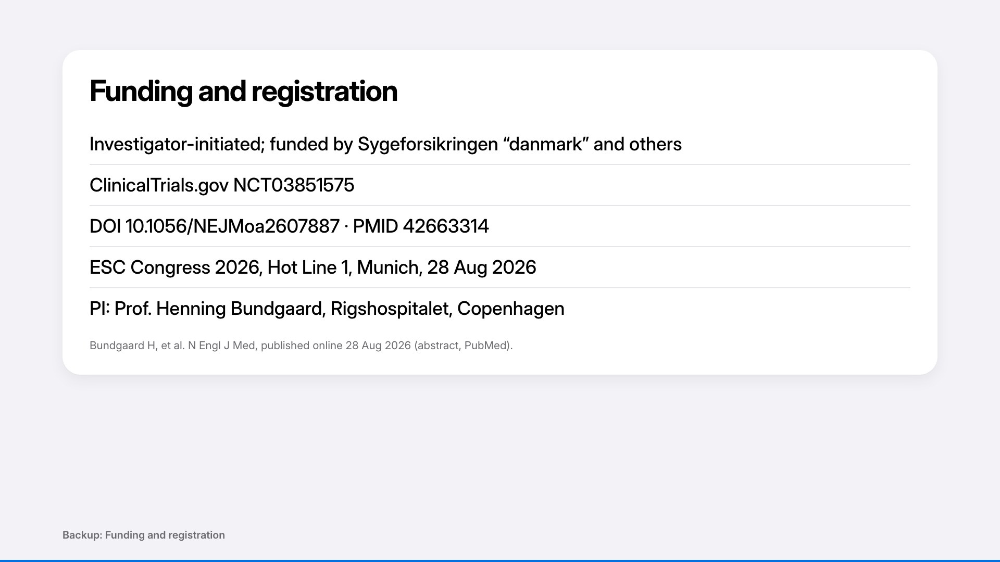 Funding and registration
Investigator-initiated; funded by Sygeforsikringen “danmark” and others
ClinicalTrials.gov NCT03851575
DOI 10.1056/NEJMoa2607887 · PMID 42663314
ESC Congress 2026, Hot Line 1, Munich, 28 Aug 2026
PI: Prof. Henning Bundgaard, Rigshospitalet, Copenhagen
Bundgaard H, et al. N Engl J Med, published online 28 Aug 2026 (abstract, PubMed).
Backup: Funding and registration